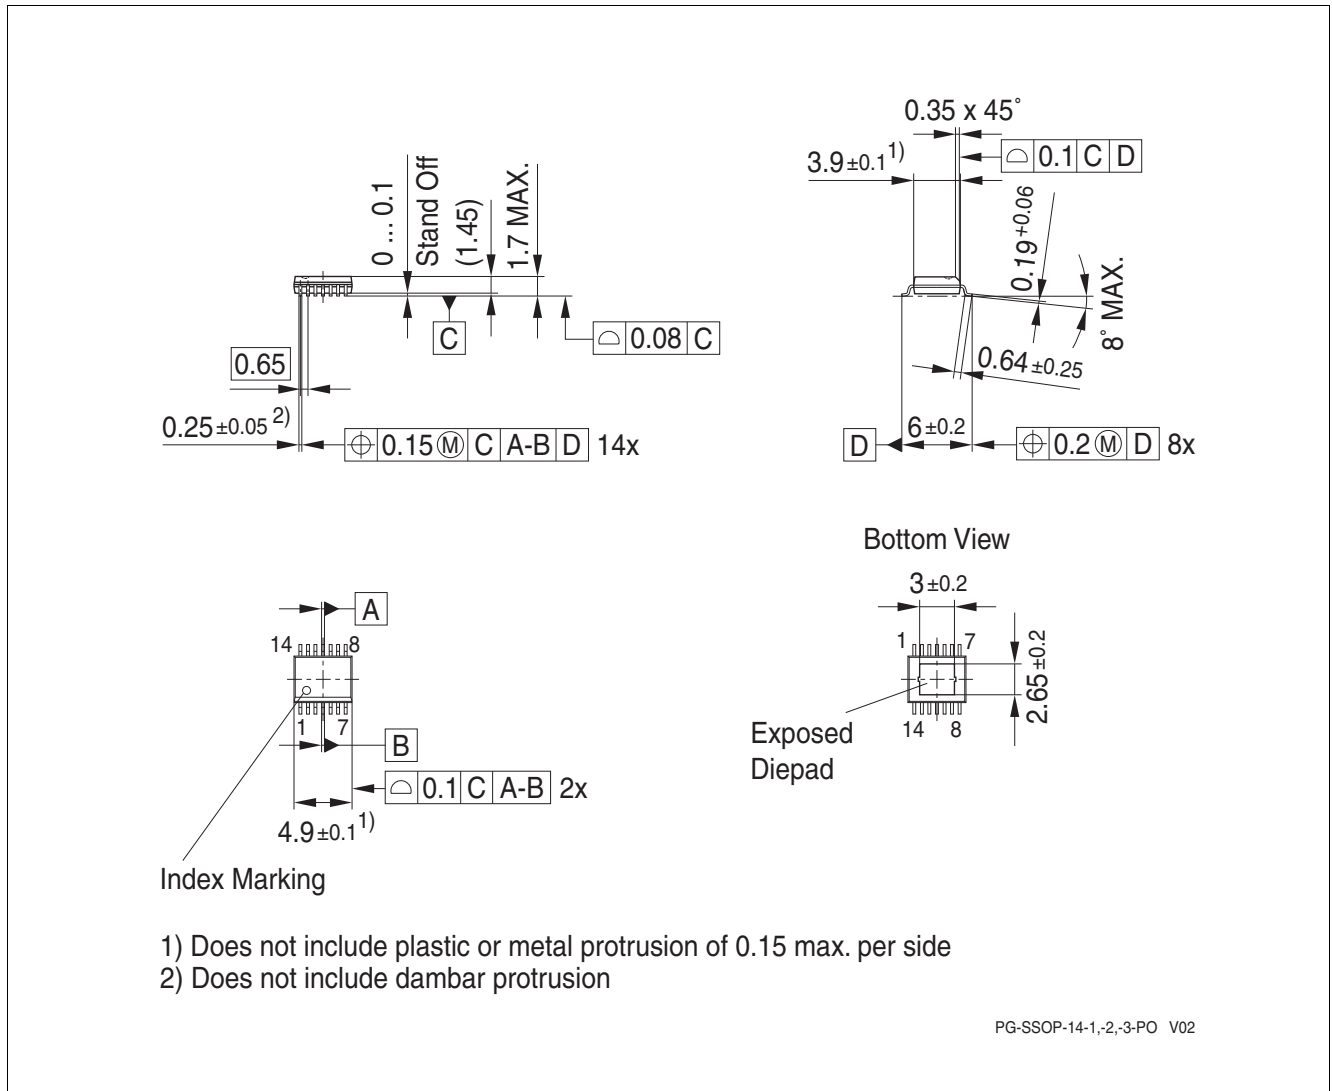 0 ... 0.1
Stand Off
(1.45)
1.7 MAX.
C
0.08 C
0.65
0.25 ±0.05 2)
0.15 Ⓜ C A-B D 14x
0.35 x 45°
3.9 ±0.1 1)
0.1 C D
0.19 +0.06
8° MAX.
0.64 ±0.25
D
6 ±0.2
0.2 Ⓜ D 8x
A
14 8
1 7
B
0.1 C A-B 2x
4.9 ±0.1 1)
Index Marking
Bottom View
3 ±0.2
1 7
2.65 ±0.2
14 8
Exposed
Diepad
1) Does not include plastic or metal protrusion of 0.15 max. per side
2) Does not include dambar protrusion
PG-SSOP-14-1,-2,-3-PO V02